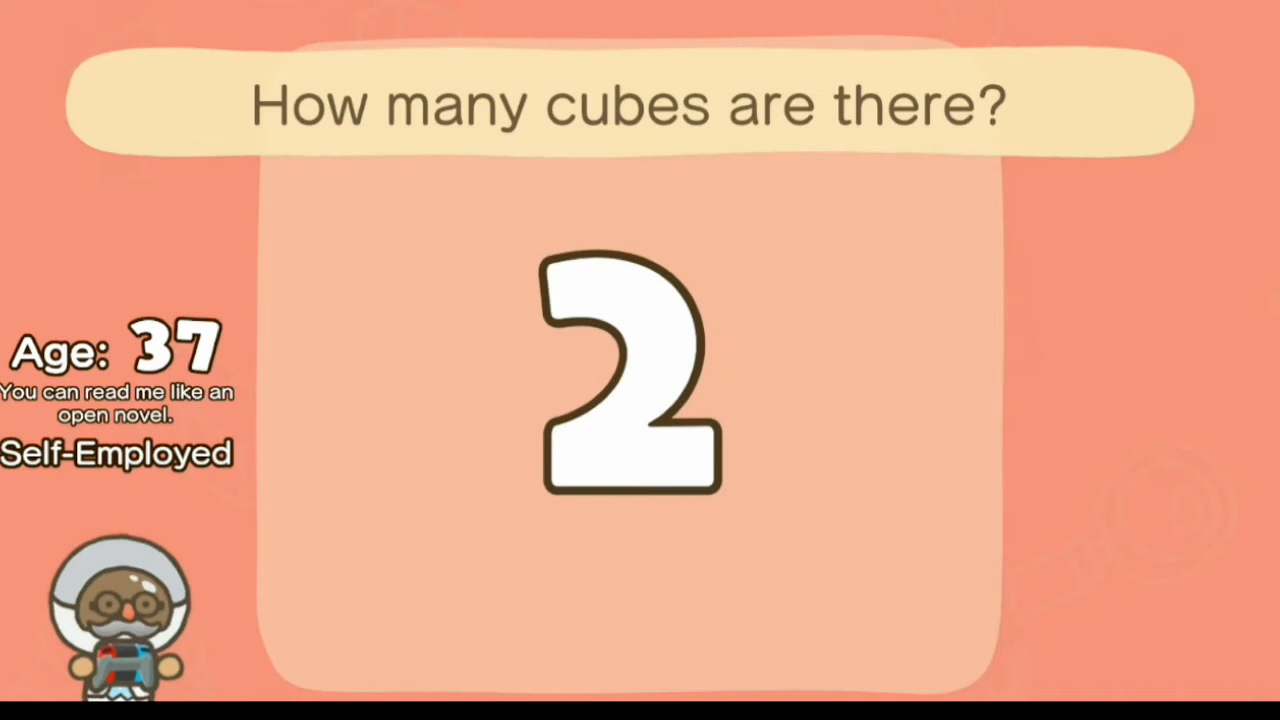 How many cubes are there?
2
Age: 37
You can read me like an
open novel.
Self-Employed